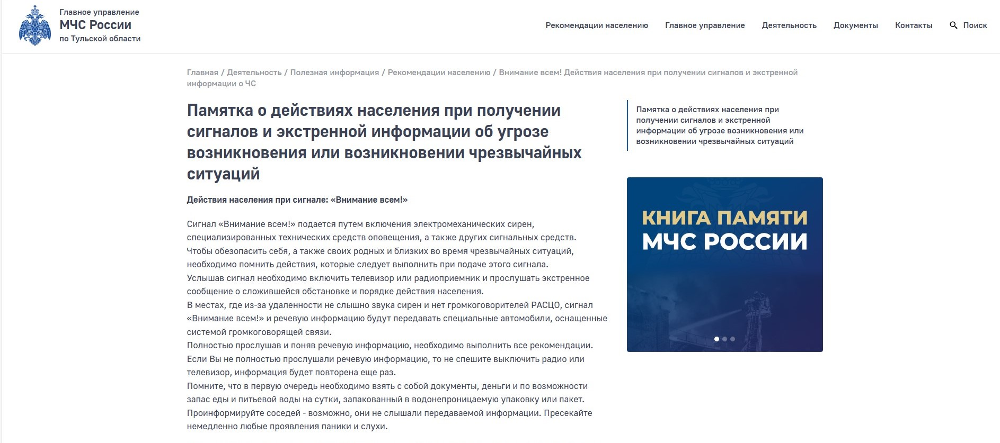 Главное управление
МЧС России
по Тульской области
Рекомендации населению
Главное управление
Деятельность
Документы
Контакты
Поиск
Главная / Деятельность / Полезная информация / Рекомендации населению / Внимание всем! Действия населения при получении сигналов и экстренной
информации о ЧС
Памятка о действиях населения при получении
сигналов и экстренной информации об угрозе
возникновения или возникновении чрезвычайных
ситуаций
Действия населения при сигнале: «Внимание всем!»
Сигнал «Внимание всем!» подается путем включения электромеханических сирен,
специализированных технических средств оповещения, а также других сигнальных средств.
Чтобы обезопасить себя, а также своих родных и близких во время чрезвычайных ситуаций,
необходимо помнить действия, которые следует выполнить при подаче этого сигнала.
Услышав сигнал необходимо включить телевизор или радиоприемник и прослушать экстренное
сообщение о сложившейся обстановке и порядке действия населения.
В местах, где из-за удаленности не слышно звука сирен и нет громкоговорителей РАСЦО, сигнал
«Внимание всем!» и речевую информацию будут передавать специальные автомобили, оснащенные
системой громкоговорящей связи.
Полностью прослушав и поняв речевую информацию, необходимо выполнить все рекомендации.
Если Вы не полностью прослушали речевую информацию, то не спешите выключить радио или
телевизор, информация будет повторена еще раз.
Помните, что в первую очередь необходимо взять с собой документы, деньги и по возможности
запас еды и питьевой воды на сутки, запакованный в водонепроницаемую упаковку или пакет.
Проинформируйте соседей - возможно, они не слышали передаваемой информации. Пресекайте
немедленно любые проявления паники и слухи.
Памятка о действиях населения при
получении сигналов и экстренной
информации об угрозе возникновения или
возникновении чрезвычайных ситуаций
КНИГА ПАМЯТИ
МЧС РОССИИ